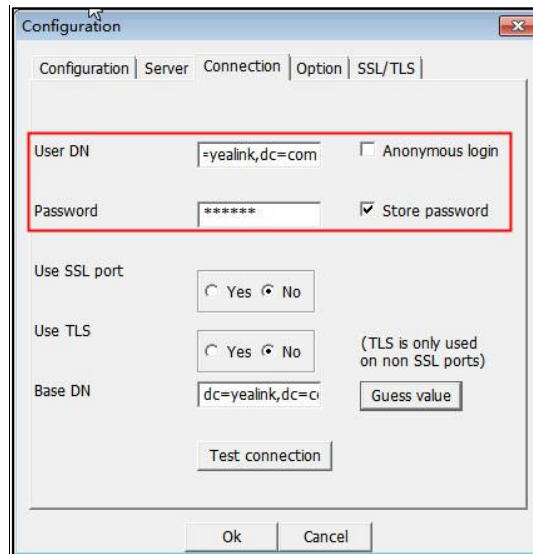 Configuration
Configuration Server Connection Option SSL/TLS
User DN =yealink,dc=com Anonymous login
Password ****** Store password
Use SSL port
Yes No
Use TLS
Yes No (TLS is only used
on non SSL ports)
Base DN dc=yealink,dc=c Guess value
Test connection
Ok Cancel